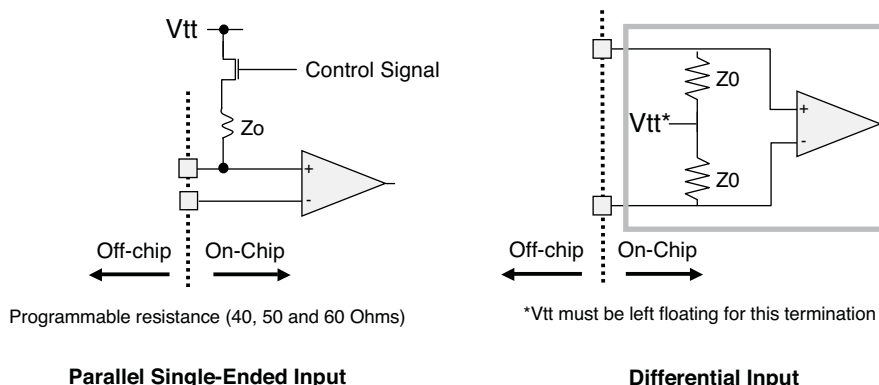 Vtt
Control Signal
Zo
+
-
Off-chip On-Chip
Programmable resistance (40, 50 and 60 Ohms)
Parallel Single-Ended Input
Z0
Vtt*
Z0
+
-
Off-chip On-Chip
*Vtt must be left floating for this termination
Differential Input